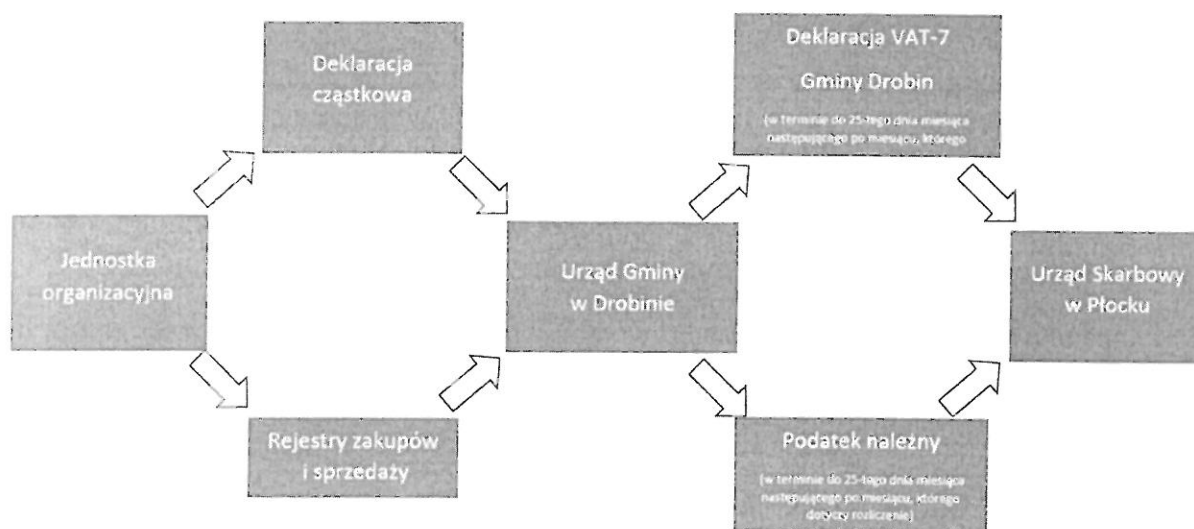 Deklaracja
cząstkowa
Deklaracja VAT-7
Gminy Drobin
(w terminie do 25-tego dnia miesiąca
następującego po miesiącu, którego
Jednostka
organizacyjna
Urząd Gminy
w Drobinie
Urząd Skarbowy
w Płocku
Rejestry zakupów
i sprzedaży
Podatek należny
(w terminie do 25-tego dnia miesiąca
następującego po miesiącu, którego
dotyczy rozliczenie)